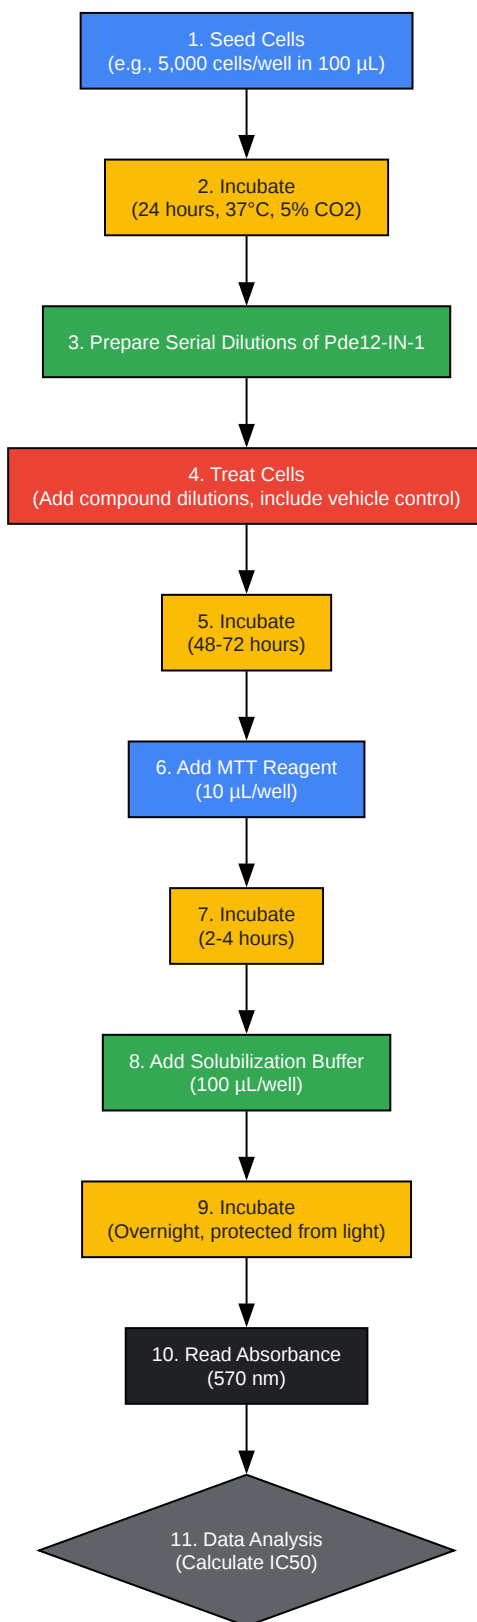 1. Seed Cells
(e.g., 5,000 cells/well in 100 µL)
2. Incubate
(24 hours, 37°C, 5% CO2)
3. Prepare Serial Dilutions of Pde12-IN-1
4. Treat Cells
(Add compound dilutions, include vehicle control)
5. Incubate
(48-72 hours)
6. Add MTT Reagent
(10 µL/well)
7. Incubate
(2-4 hours)
8. Add Solubilization Buffer
(100 µL/well)
9. Incubate
(Overnight, protected from light)
10. Read Absorbance
(570 nm)
11. Data Analysis
(Calculate IC50)